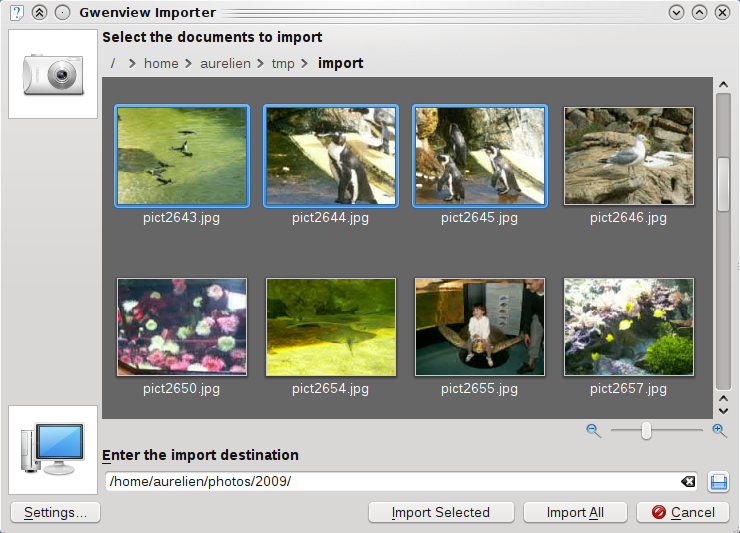 Gwenview Importer
Select the documents to import
/ > home > aurelien > tmp > import
pict2643.jpg pict2644.jpg pict2645.jpg pict2646.jpg
pict2650.jpg pict2654.jpg pict2655.jpg pict2657.jpg
Enter the import destination
/home/aurelien/photos/2009/
Settings... Import Selected Import All Cancel